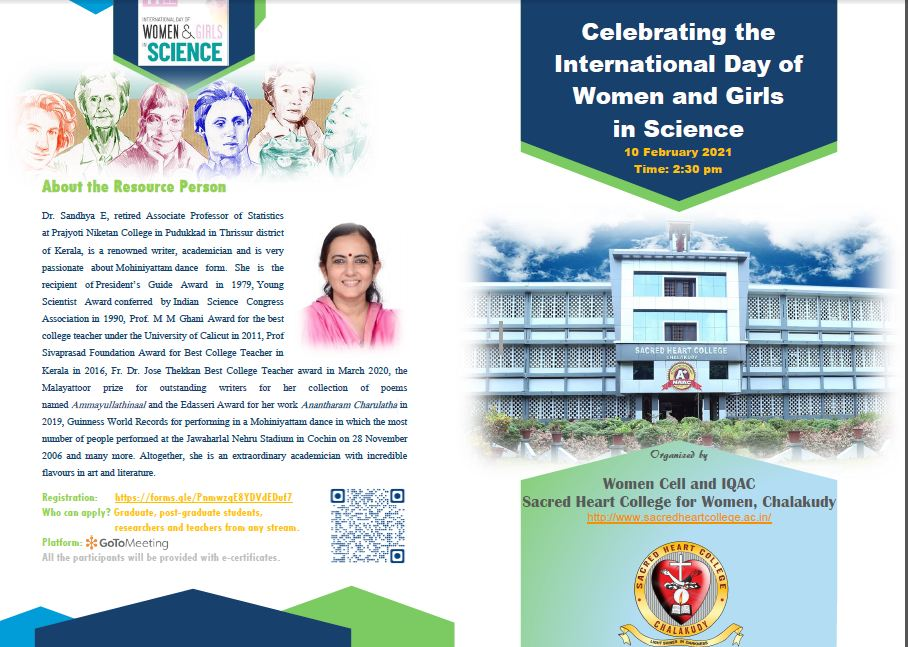 INTERNATIONAL DAY OF
WOMEN & GIRLS
IN SCIENCE
About the Resource Person
Dr. Sandhya E, retired Associate Professor of Statistics
at Prajyoti Niketan College in Pudukkad in Thrissur district
of Kerala, is a renowned writer, academician and is very
passionate about Mohiniyattam dance form. She is the
recipient of President's Guide Award in 1979, Young
Scientist Award conferred by Indian Science Congress
Association in 1990, Prof. M M Ghani Award for the best
college teacher under the University of Calicut in 2011, Prof
Sivaprasad Foundation Award for Best College Teacher in
Kerala in 2016, Fr. Dr. Jose Thekkan Best College Teacher award in March 2020, the
Malayattoor prize for outstanding writers for her collection of poems
named Ammayullathinaal and the Edasseri Award for her work Anantharam Charulatha in
2019, Guinness World Records for performing in a Mohiniyattam dance in which the most
number of people performed at the Jawaharlal Nehru Stadium in Cochin on 28 November
2006 and many more. Altogether, she is an extraordinary academician with incredible
flavours in art and literature.
Registration: https://forms.gle/PnmwzqE8YDVdEDuf7
Who can apply? Graduate, post-graduate students,
researchers and teachers from any stream.
Platform: GoToMeeting
All the participants will be provided with e-certificates.
Celebrating the
International Day of
Women and Girls
in Science
10 February 2021
Time: 2:30 pm
SACRED HEART COLLEGE
CHALAKUDY
A+
NAAC
Organized by
Women Cell and IQAC
Sacred Heart College for Women, Chalakudy
http://www.sacredheartcollege.ac.in/
SACRED HEART COLLEGE
CHALAKUDY
LIGHT SHINES IN DARKNESS